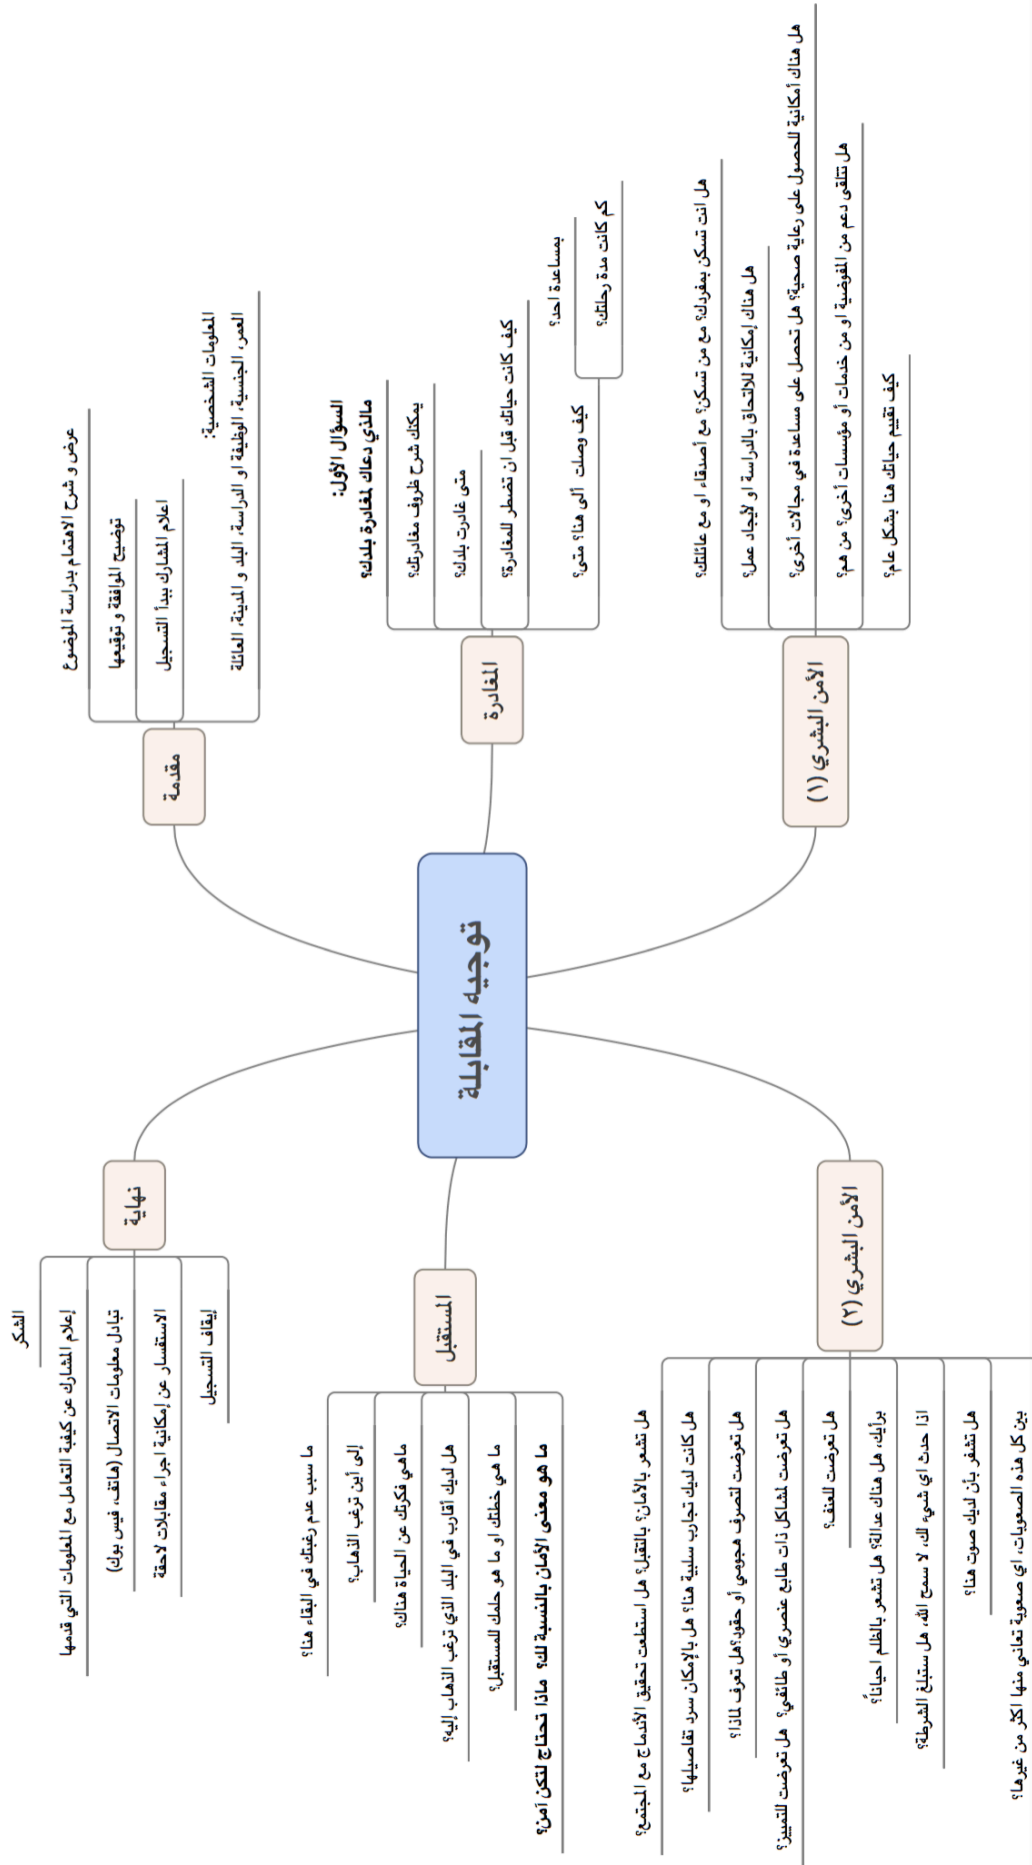 توجيه المقابلة
مقدمة
عرض و شرح الاهتمام بدراسة الموضوع
توضيح الموافقة و توقيعها
اعلام المشارك ببدأ التسجيل
المعلومات الشخصية:
العمر، الجنسية، الوظيفة او الدراسة، البلد و المدينة، العائلة
المغادرة
السؤال الأول:
مالذي دعاك لمغادرة بلدك؟
يمكنك شرح ظروف مغادرتك؟
متى غادرت بلدك؟
كيف كانت حياتك قبل ان تضطر للمغادرة؟
كيف وصلت ألى هنا؟ متى؟
بمساعدة احد؟
كم كانت مدة رحلتك؟
الأمن البشري (١)
هل انت تسكن بمفردك؟ مع من تسكن؟ مع أصدقاء او مع عائلتك؟
هل هناك إمكانية للالتحاق بالدراسة او لأيجاد عمل؟
هل هناك أمكانية للحصول على رعاية صحية؟ هل تحصل على مساعدة في مجالات أخرى؟
هل تتلقى دعم من المفوضية او من خدمات أو مؤسسات أخرى؟ من هم؟
كيف تقييم حياتك هنا بشكل عام؟
الأمن البشري (٢)
هل تشعر بالأمان؟ بالتقبل؟ هل استطعت تحقيق الأندماج مع المجتمع؟
هل كانت لديك تجارب سلبية هنا؟ هل بالإمكان سرد تفاصيلها؟
هل تعرضت لتصرف هجومي أو حقود؟هل تعرف لماذا؟
هل تعرضت لمشاكل ذات طابع عنصري أو طائفي؟ هل تعرضت للتمييز؟
هل تعرضت للعنف؟
برأيك، هل هناك عدالة؟ هل تشعر بالظلم احياناً؟
اذا حدث اي شيء لك، لا سمح الله، هل ستبلغ الشرطة؟
هل تشفر بأن لديك صوت هنا؟
بين كل هذه الصعوبات، اي صعوبة تعاني منها اكثر من غيرها؟
المستقبل
ما سبب عدم رغبتك في البقاء هنا؟
إلى أين ترغب الذهاب؟
ماهي فكرتك عن الحياة هناك؟
هل لديك أقارب في البلد الذي ترغب الذهاب إليه؟
ما هي خطتك او ما هو حلمك للمستقبل؟
ما هو معنى الأمان بالنسبة لك؟ ماذا تحتاج لتكن آمن؟
نهاية
الشكر
إعلام المشارك عن كيفية التعامل مع المعلومات التي قدمها
تبادل معلومات الاتصال (هاتف، فيس بوك)
الاستفسار عن إمكانية اجراء مقابلات لاحقة
إيقاف التسجيل